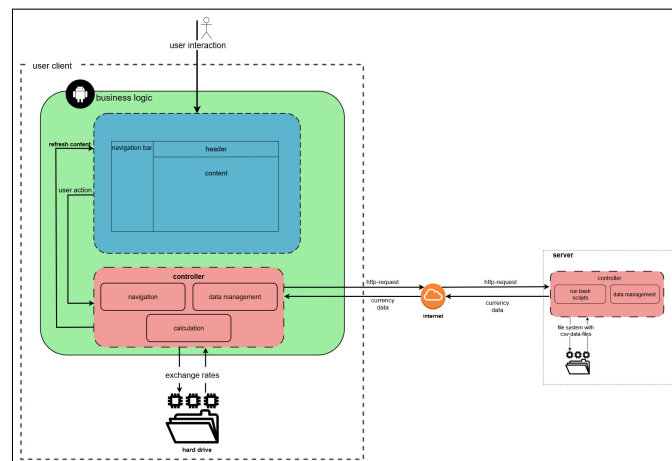 user interaction
user client
business logic
refresh content
navigation bar
header
content
user action
controller
navigation
data management
calculation
exchange rates
hard drive
http-request
currency
data
internet
http-request
currency
data
server
controller
run bash
scripts
data management
file system with
csv-data-files